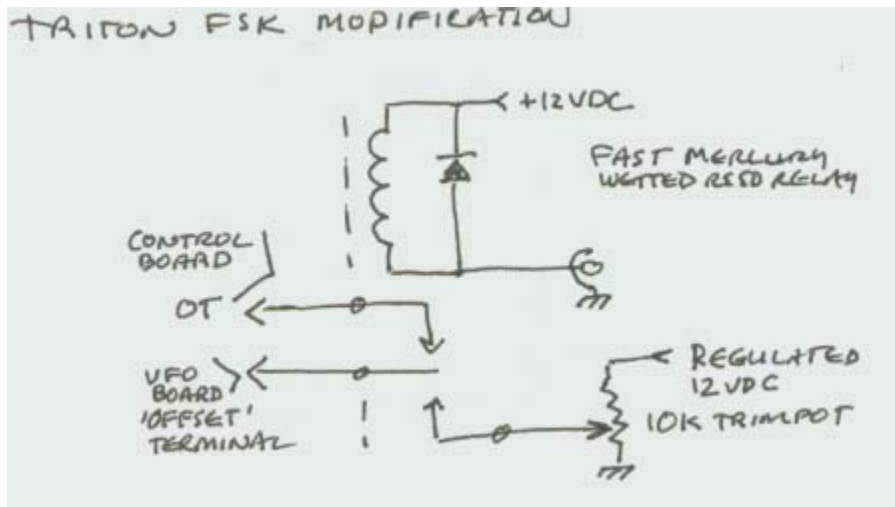 TRITON FSK MODIFICATION
+12VDC
FAST MERCURY
WETTED REED RELAY
CONTROL
BOARD
OT
VFO
BOARD
'OFFSET'
TERMINAL
REGULATED
12VDC
10K TRIMPOT